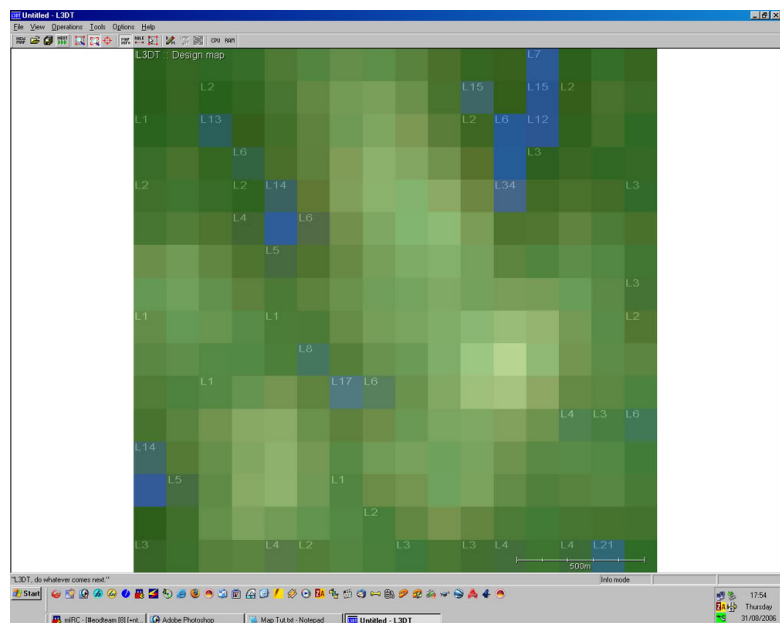 Untitled - L3DT
File View Operations Tools Options Help
CPU RAM
L3DT :: Design map
L7
L2 L15 L15 L2
L1 L13 L2 L6 L12
L6 L3
L2 L2 L14 L34 L3
L4 L6
L5
L3
L1 L1 L2
L8
L1 L17 L6
L4 L3 L6
L14
L5 L1
L2
L3 L4 L2 L3 L3 L4 L4 L21
500m
"L3DT, do whatever comes next."
Info mode
Start
17:54
Thursday
31/08/2006
Adobe Photoshop
Map Tut.txt - Notepad
Untitled - L3DT